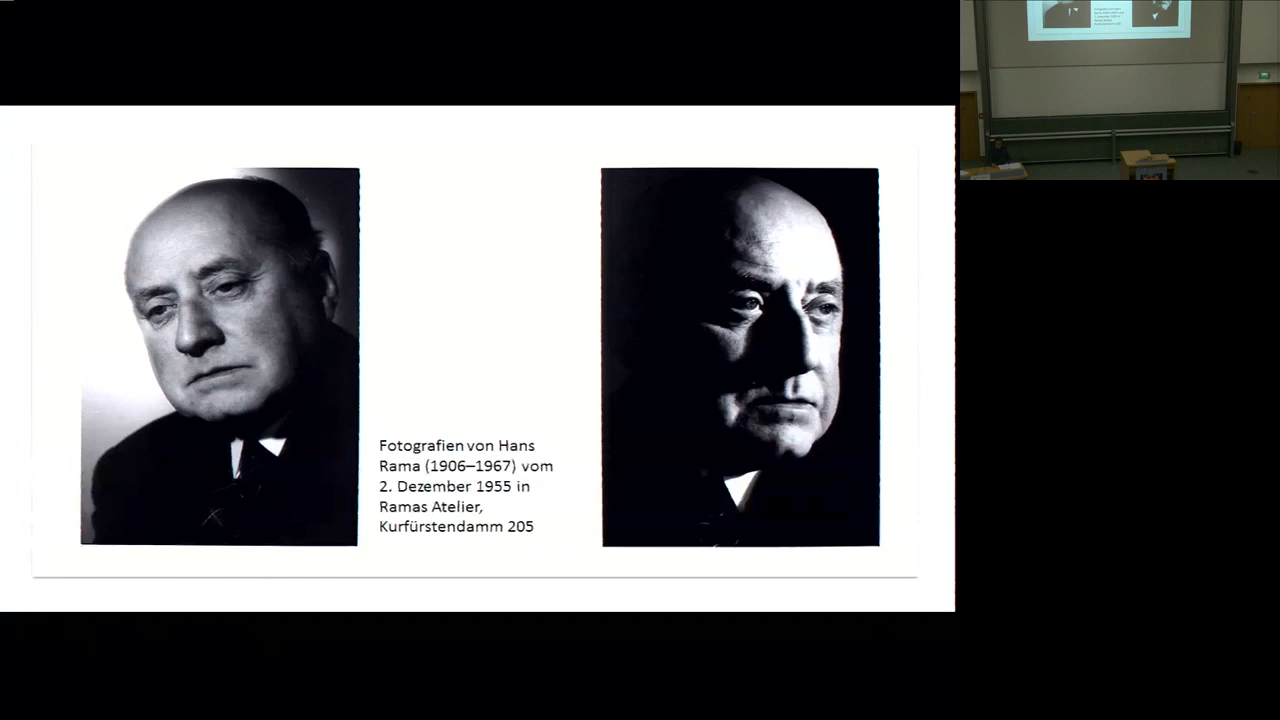 Fotografien von Hans
Rama (1906–1967) vom
2. Dezember 1955 in
Ramas Atelier,
Kurfürstendamm 205